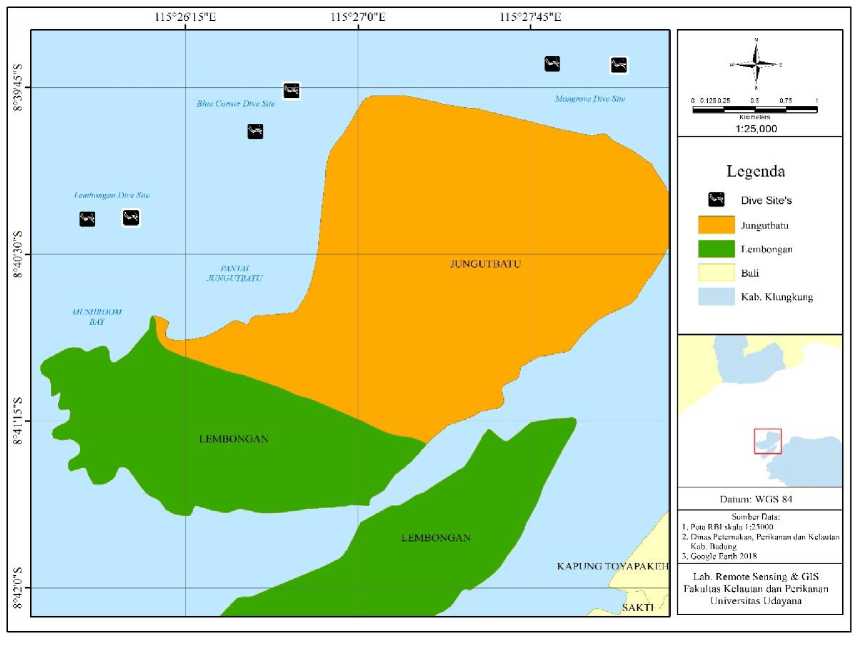 115°26'15"E 115°27'0"E 115°27'45"E
8°39'45"S
8°40'30"S
8°41'15"S
8°42'0"S
Blue Corner Dive Site
Mangrove Dive Site
Lembongan Dive Site
PANTAI
JUNGUTBATU
JUNGUTBATU
MUSHROOM
BAY
LEMBONGAN
LEMBONGAN
KAPUNG TOYAPAKEH
SAKTI
N
W E
S
0 0.125 0.25 0.5 0.75 1
Kilometers
1:25,000
Legenda
Dive Site's
Jungutbatu
Lembongan
Bali
Kab. Klungkung
Datum: WGS 84
Sumber Data:
1. Peta RBI skala 1:25000
2. Dinas Peternakan, Perikanan dan Kelautan
Kab. Badung
3. Google Earth 2018
Lab. Remote Sensing & GIS
Fakultas Kelautan dan Perikanan
Universitas Udayana